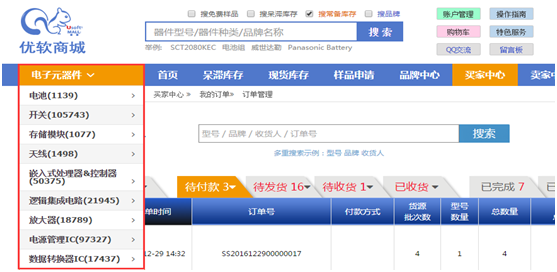 UsoftMALL
优软商城
搜免费样品 搜呆滞库存 搜常备库存 搜品牌
器件型号/器件种类/品牌名称 搜 索
举例: SCT2080KEC 电池组 威世达勤 Panasonic Battery
账户管理 操作指南
购物车 特色服务
QQ交流 留言板
电子元器件 首页 呆滞库存 现货库存 样品申请 品牌中心 买家中心 卖家中
电池(1139)
开关(105743)
存储模块(1077)
天线(1498)
嵌入式处理器&控制器
(50375)
逻辑集成电路(21945)
放大器(18789)
电源管理IC(97327)
数据转换器IC(17437)
买家中心 » 我的订单» 订单管理
型号 / 品牌 / 收货人 / 订单号 搜索
多重搜索示例：型号 品牌 收货人
待付款 3 待发货 16 待收货 1 已收货 已完成 7
单时间 订单号 付款方式 货源批次数 型号数量 总数量
12-29 14:32 SS2016122900000017 4 1 4